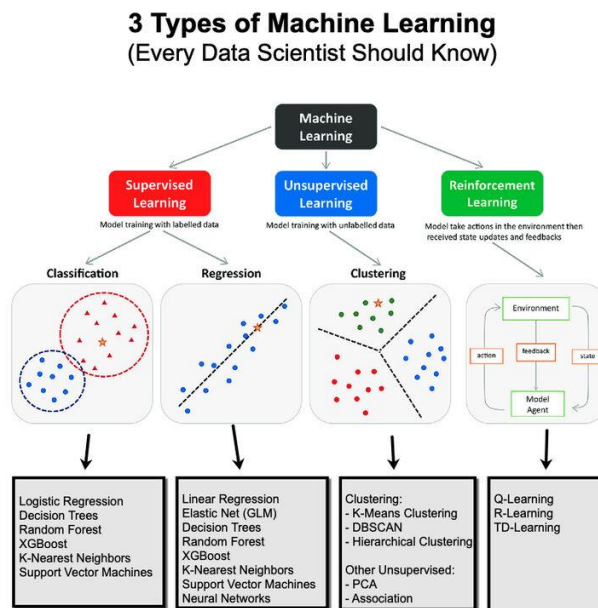 3 Types of Machine Learning
(Every Data Scientist Should Know)
Machine
Learning
Supervised
Learning
Unsupervised
Learning
Reinforcement
Learning
Model training with labelled data
Model training with unlabelled data
Model take actions in the environment then
received state updates and feedbacks
Classification
Regression
Clustering
Environment
action
feedback
state
Model
Agent
Logistic Regression
Decision Trees
Random Forest
XGBoost
K-Nearest Neighbors
Support Vector Machines
Linear Regression
Elastic Net (GLM)
Decision Trees
Random Forest
XGBoost
K-Nearest Neighbors
Support Vector Machines
Neural Networks
Clustering:
- K-Means Clustering
- DBSCAN
- Hierarchical Clustering
Other Unsupervised:
- PCA
- Association
Q-Learning
R-Learning
TD-Learning